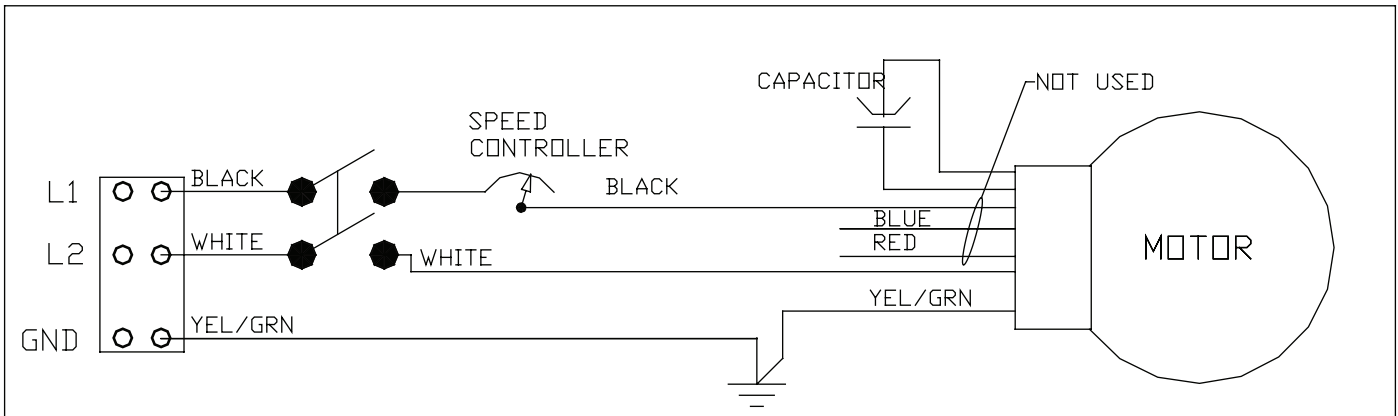 CAPACITOR
NOT USED
SPEED
CONTROLLER
L1
BLACK
BLACK
BLUE
L2
WHITE
RED
MOTOR
WHITE
YEL/GRN
GND
YEL/GRN